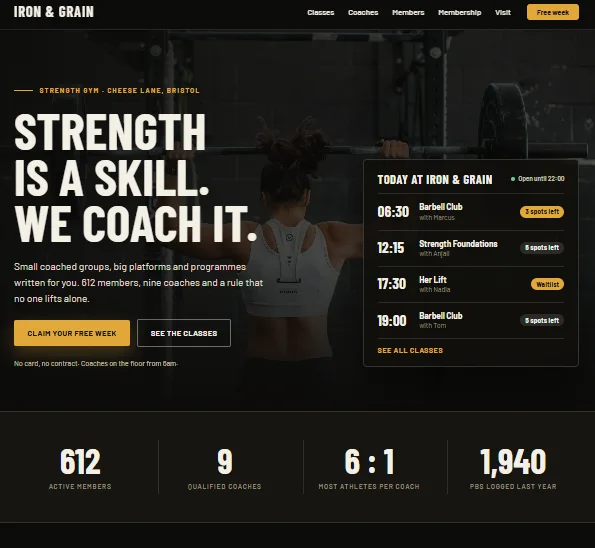 IRON & GRAIN
Classes Coaches Members Membership Visit Free week
STRENGTH GYM - CHEESE LANE, BRISTOL
STRENGTH
IS A SKILL.
WE COACH IT.
Small coached groups, big platforms and programmes
written for you. 612 members, nine coaches and a rule that
no one lifts alone.
CLAIM YOUR FREE WEEK SEE THE CLASSES
No card, no contract. Coaches on the floor from 6am.
TODAY AT IRON & GRAIN Open until 22:00
06:30 Barbell Club 3 spots left
with Marcus
12:15 Strength Foundations 6 spots left
with Anjali
17:30 Her Lift Waitlist
with Nadia
19:00 Barbell Club 5 spots left
with Tom
SEE ALL CLASSES
612 9 6 : 1 1,940
ACTIVE MEMBERS QUALIFIED COACHES MOST ATHLETES PER COACH PBS LOGGED LAST YEAR